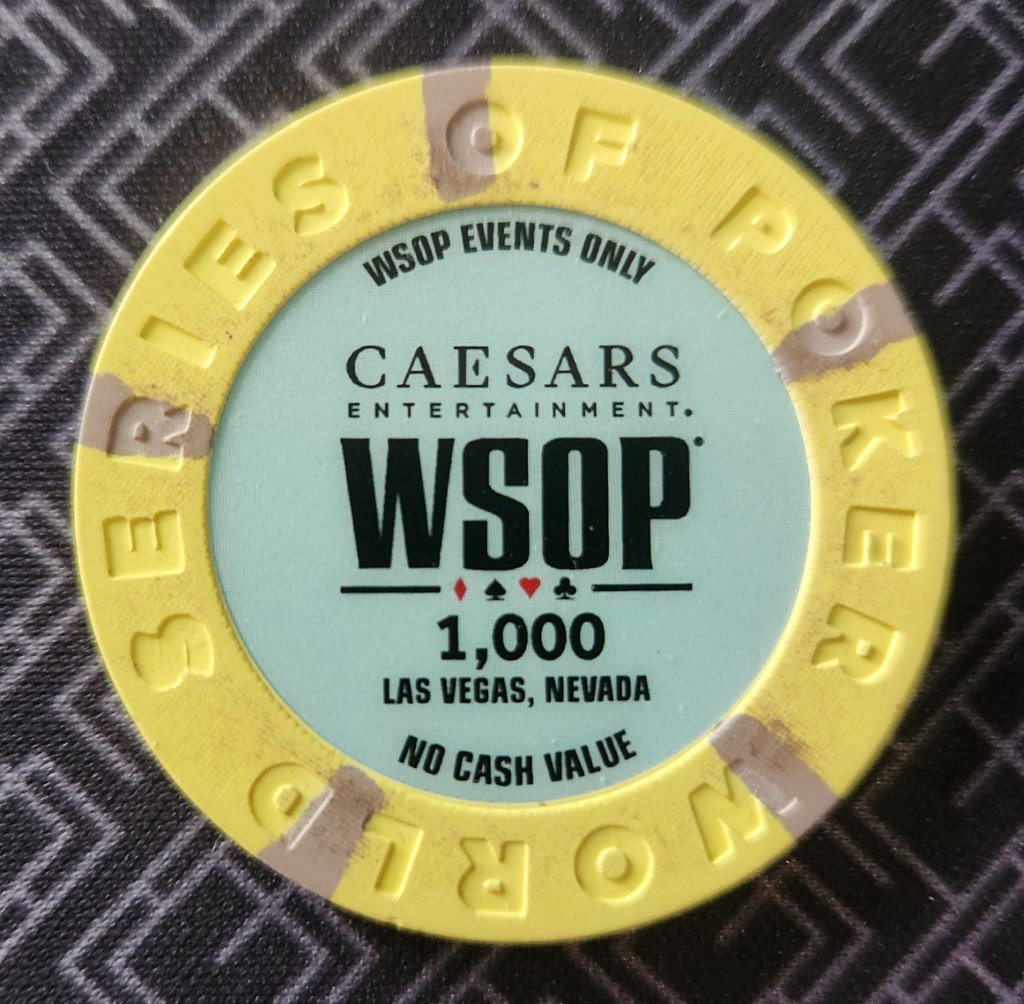 WORLD SERIES OF POKER
WSOP EVENTS ONLY
CAESARS
ENTERTAINMENT.
WSOP
1,000
LAS VEGAS, NEVADA
NO CASH VALUE